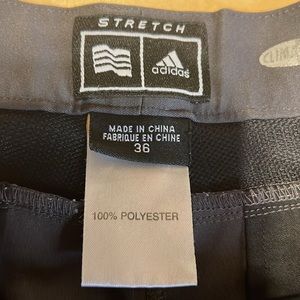 STRETCH
adidas
MADE IN CHINA
FABRIQUE EN CHINE
36
100% POLYESTER